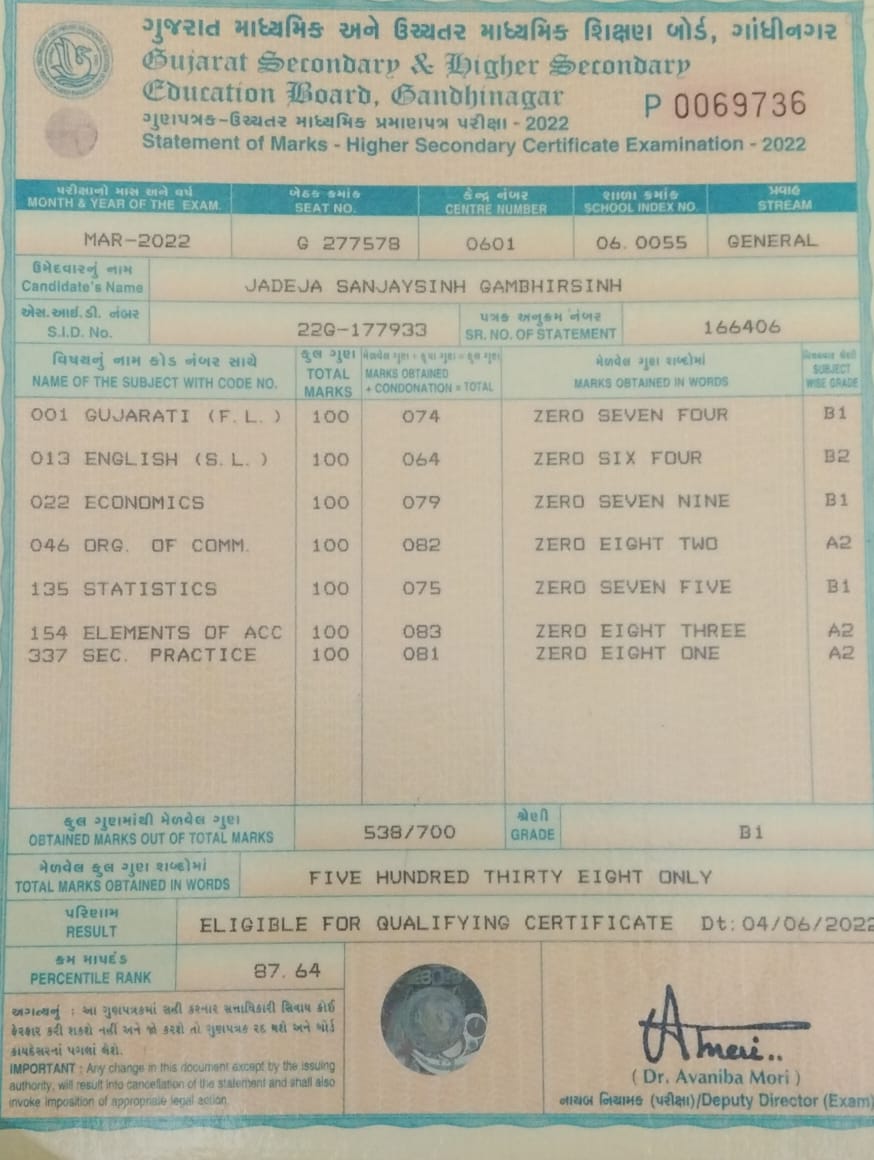 ગુજરાત માધ્યમિક અને ઉચ્ચતર માધ્યમિક શિક્ષણ બોર્ડ, ગાંધીનગર
Gujarat Secondary & Higher Secondary
Education Board, Gandhinagar
P 0069736
ગુણપત્રક-ઉચ્ચતર માધ્યમિક પ્રમાણપત્ર પરીક્ષા - 2022
Statement of Marks - Higher Secondary Certificate Examination - 2022
પરીક્ષાનો માસ અને વર્ષ બેઠક ક્રમાંક કેન્દ્ર નંબર શાળા ક્રમાંક પ્રવાહ
MONTH & YEAR OF THE EXAM. SEAT NO. CENTRE NUMBER SCHOOL INDEX NO. STREAM
MAR-2022 G 277578 0601 06.0055 GENERAL
ઉમેદવારનું નામ
Candidate's Name JADEJA SANJAYSINH GAMBHIRSINH
એસ.આઈ.ડી. નંબર પત્રક અનુક્રમ નંબર
S.I.D. No. 22G-177933 SR. NO. OF STATEMENT 166406
વિષયનું નામ કોડ નંબર સાથે કુલ ગુણ મેળવેલ ગુણ + કૃપા ગુણ = કુલ ગુણ મેળવેલ ગુણ શબ્દોમાં
NAME OF THE SUBJECT WITH CODE NO. TOTAL MARKS MARKS OBTAINED + CONDONATION = TOTAL MARKS OBTAINED IN WORDS SUBJECT WISE GRADE
001 GUJARATI (F.L.) 100 074 ZERO SEVEN FOUR B1
013 ENGLISH (S.L.) 100 064 ZERO SIX FOUR B2
022 ECONOMICS 100 079 ZERO SEVEN NINE B1
046 ORG. OF COMM. 100 082 ZERO EIGHT TWO A2
135 STATISTICS 100 075 ZERO SEVEN FIVE B1
154 ELEMENTS OF ACC 100 083 ZERO EIGHT THREE A2
337 SEC. PRACTICE 100 081 ZERO EIGHT ONE A2
કુલ ગુણમાંથી મેળવેલ ગુણ શ્રેણી
OBTAINED MARKS OUT OF TOTAL MARKS 538/700 GRADE B1
મેળવેલ કુલ ગુણ શબ્દોમાં
TOTAL MARKS OBTAINED IN WORDS FIVE HUNDRED THIRTY EIGHT ONLY
પરિણામ
RESULT ELIGIBLE FOR QUALIFYING CERTIFICATE Dt:04/06/2022
ક્રમ માપદંડ
PERCENTILE RANK 87.64
અગત્યનું : આ ગુણપત્રકમાં સહી કરનાર સત્તાધિકારી સિવાય કોઈ
ફેરફાર કરી શકશે નહીં અને જો કરશે તો ગુણપત્રક રદ થશે અને બોર્ડ
કાયદેસરનાં પગલાં લેશે.
IMPORTANT : Any change in this document except by the issuing
authority, will result into cancellation of the statement and shall also
invoke imposition of appropriate legal action.
( Dr. Avaniba Mori )
નાયબ નિયામક (પરીક્ષા)/Deputy Director (Exam)